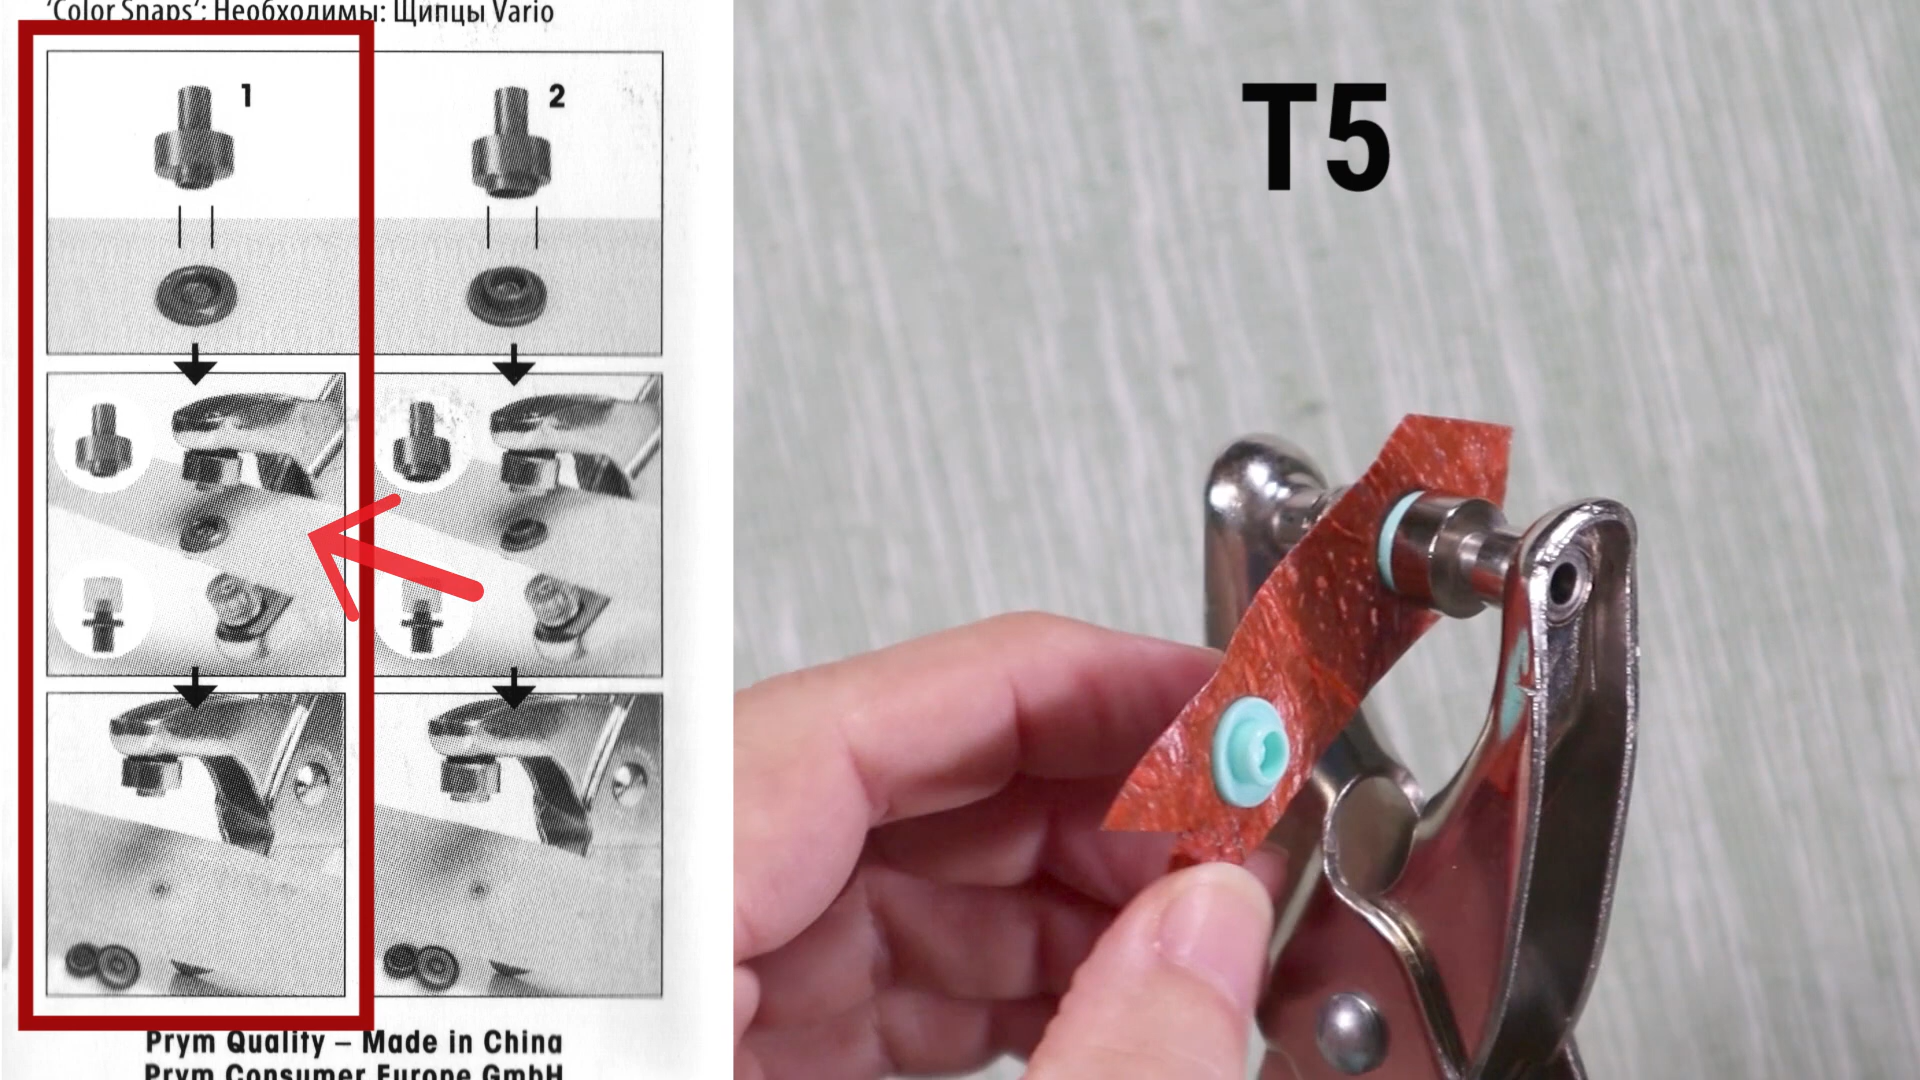 'Color Snaps'; Необходимы: Щипцы Vario
1
2
Prym Quality – Made in China
Prym Consumer Europe GmbH
T5